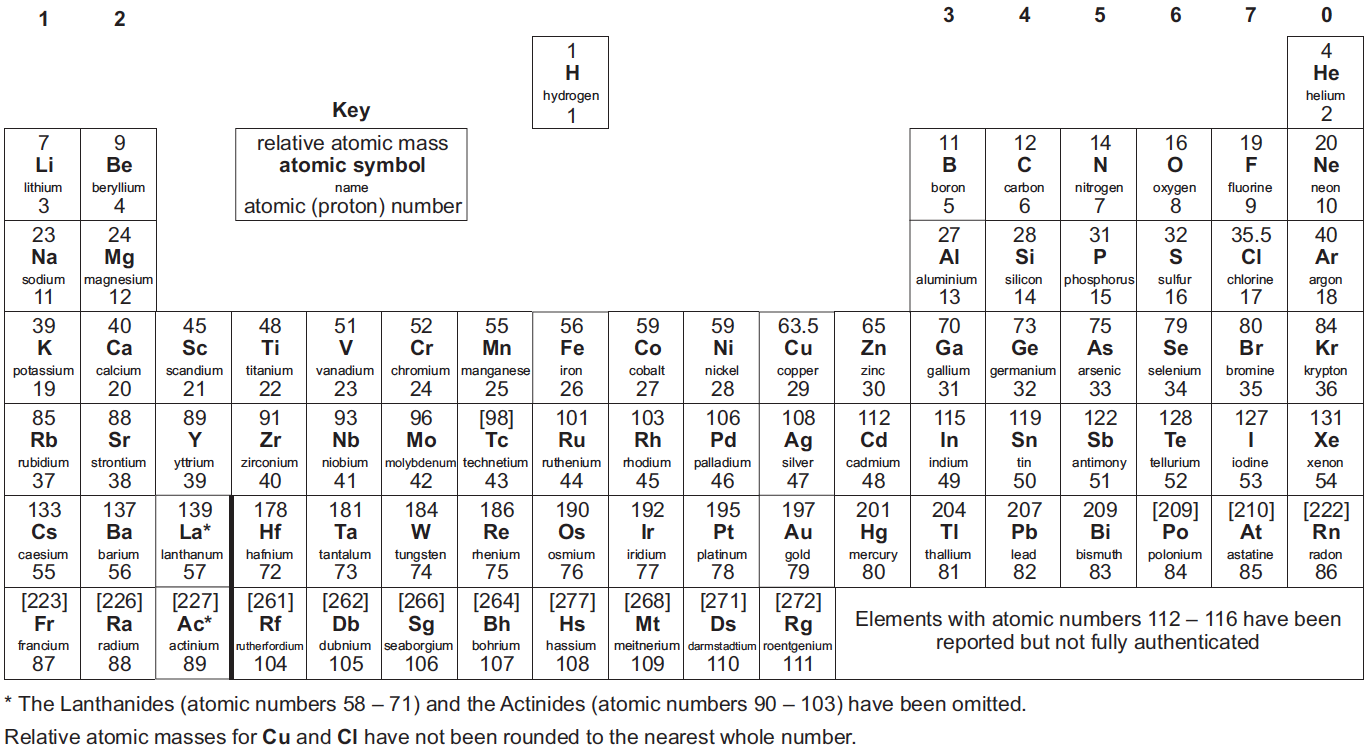 1 2 3 4 5 6 7 0
1 4
H He
hydrogen helium
Key
1 2
7 9 relative atomic mass 11 12 14 16 19 20
Li Be atomic symbol B C N O F Ne
lithium beryllium name boron carbon nitrogen oxygen fluorine neon
3 4 atomic (proton) number 5 6 7 8 9 10
23 24 27 28 31 32 35.5 40
Na Mg Al Si P S Cl Ar
sodium magnesium aluminium silicon phosphorus sulfur chlorine argon
11 12 13 14 15 16 17 18
39 40 45 48 51 52 55 56 59 59 63.5 65 70 73 75 79 80 84
K Ca Sc Ti V Cr Mn Fe Co Ni Cu Zn Ga Ge As Se Br Kr
potassium calcium scandium titanium vanadium chromium manganese iron cobalt nickel copper zinc gallium germanium arsenic selenium bromine krypton
19 20 21 22 23 24 25 26 27 28 29 30 31 32 33 34 35 36
85 88 89 91 93 96 [98] 101 103 106 108 112 115 119 122 128 127 131
Rb Sr Y Zr Nb Mo Tc Ru Rh Pd Ag Cd In Sn Sb Te I Xe
rubidium strontium yttrium zirconium niobium molybdenum technetium ruthenium rhodium palladium silver cadmium indium tin antimony tellurium iodine xenon
37 38 39 40 41 42 43 44 45 46 47 48 49 50 51 52 53 54
133 137 139 178 181 184 186 190 192 195 197 201 204 207 209 [209] [210] [222]
Cs Ba La* Hf Ta W Re Os Ir Pt Au Hg Tl Pb Bi Po At Rn
caesium barium lanthanum hafnium tantalum tungsten rhenium osmium iridium platinum gold mercury thallium lead bismuth polonium astatine radon
55 56 57 72 73 74 75 76 77 78 79 80 81 82 83 84 85 86
[223] [226] [227] [261] [262] [266] [264] [277] [268] [271] [272] Elements with atomic numbers 112 – 116 have been
Fr Ra Ac* Rf Db Sg Bh Hs Mt Ds Rg reported but not fully authenticated
francium radium actinium rutherfordium dubnium seaborgium bohrium hassium meitnerium darmstadtium roentgenium
87 88 89 104 105 106 107 108 109 110 111
* The Lanthanides (atomic numbers 58 – 71) and the Actinides (atomic numbers 90 – 103) have been omitted.
Relative atomic masses for Cu and Cl have not been rounded to the nearest whole number.